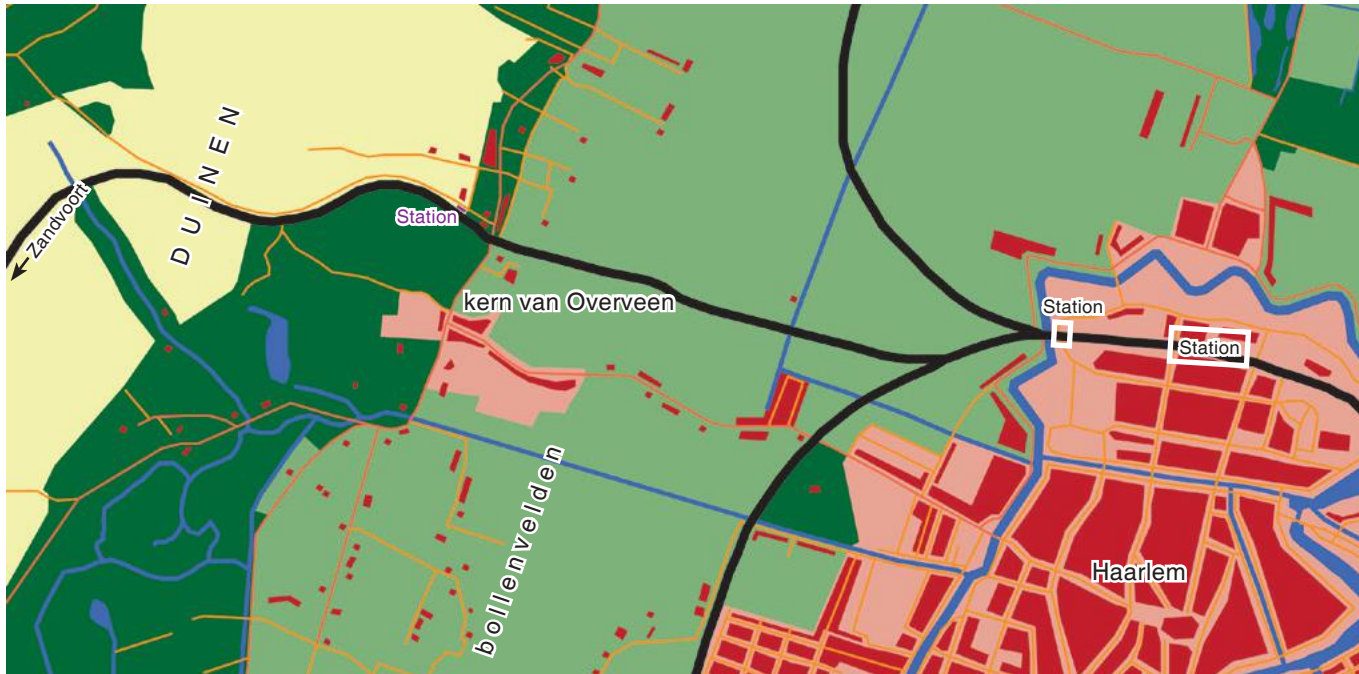 DUINEN
Zandvoort
Station
kern van Overveen
Station
Station
bollenvelden
Haarlem